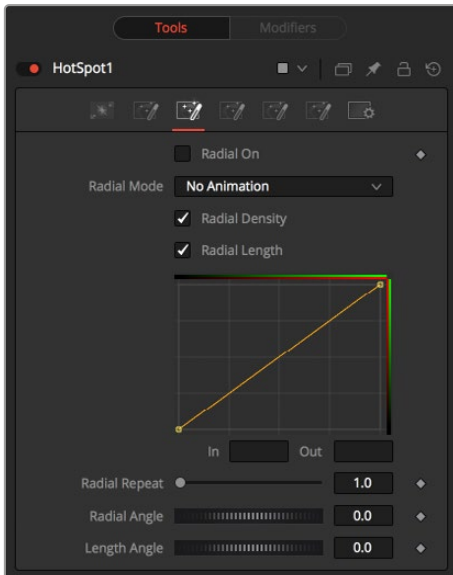 Tools Modifiers
HotSpot1
Radial On
Radial Mode No Animation
Radial Density
Radial Length
In Out
Radial Repeat 1.0
Radial Angle 0.0
Length Angle 0.0